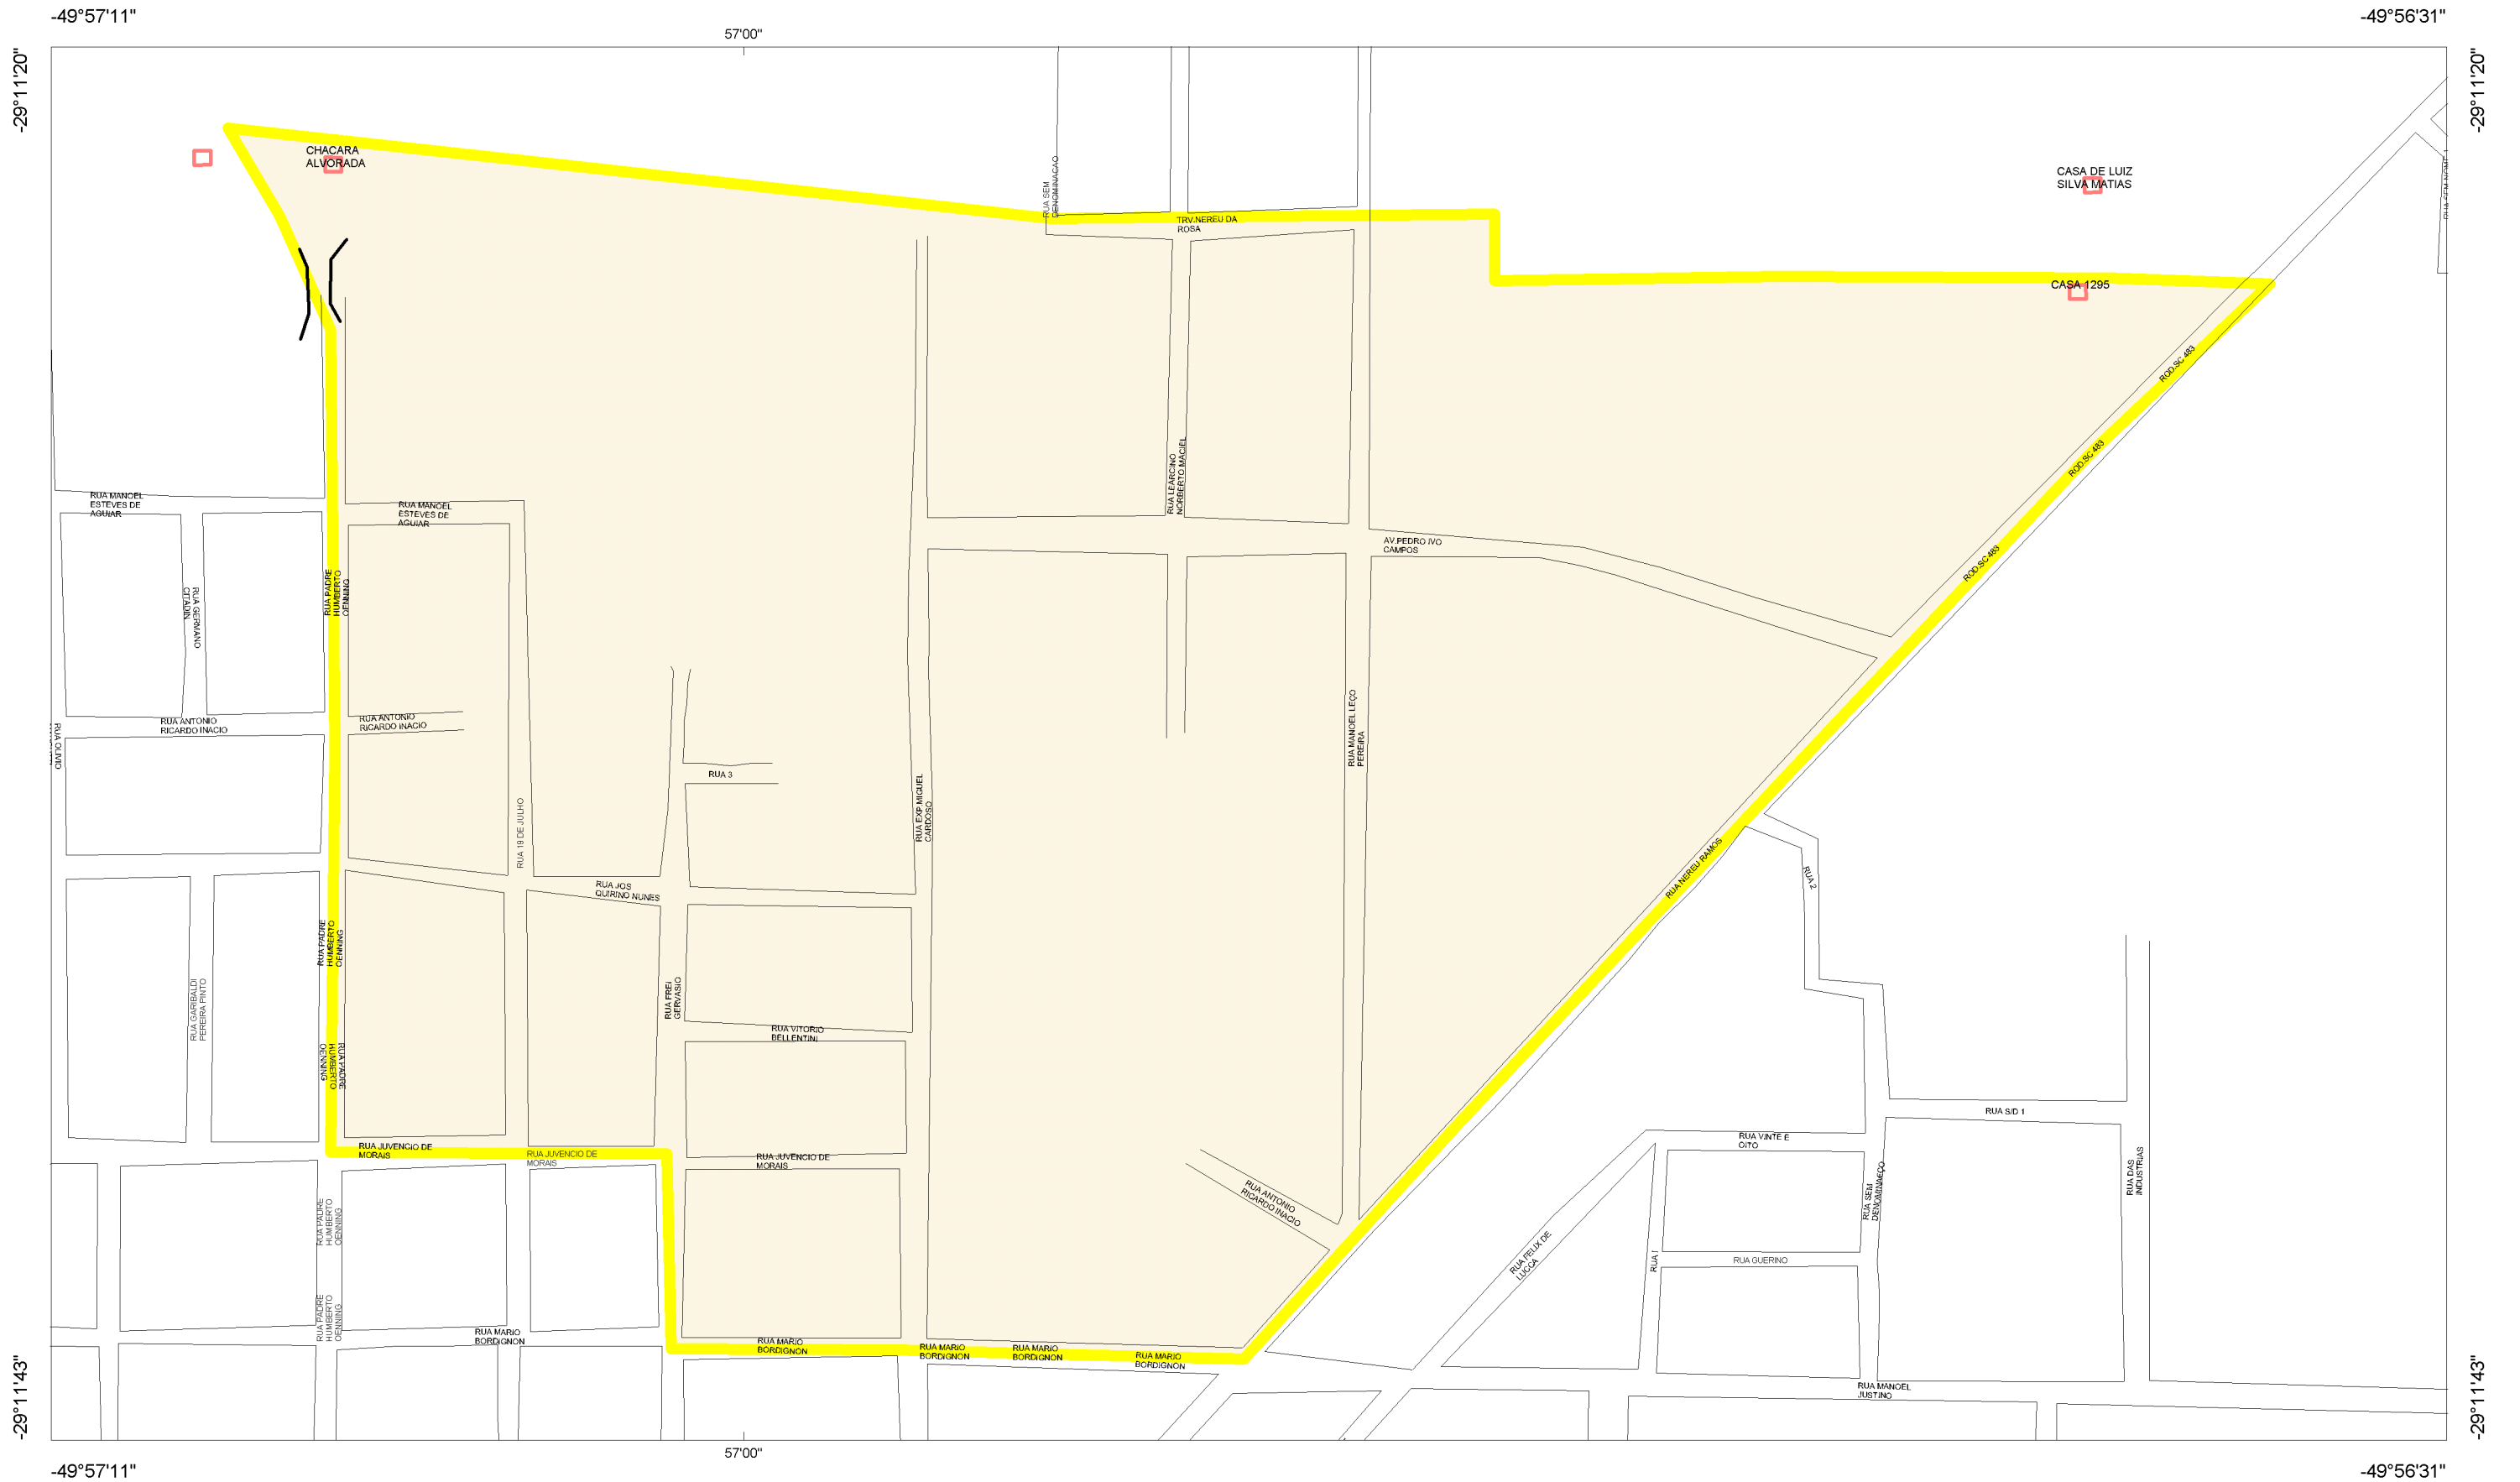 -49°57'11"
-49°56'31"
57'00"
-29°11'20"
-29°11'20"
CHACARA
ALVORADA
RUA SEM
DENOMINACAO
TRV.NEREU DA
ROSA
CASA DE LUIZ
SILVA MATIAS
CASA 1295
ROD.SC 483
ROD.SC 483
ROD.SC 483
RUA LEARCINO
NORBERTO MACIEL
RUA MANOEL
ESTEVES DE
AGUIAR
RUA MANOEL
ESTEVES DE
AGUIAR
AV.PEDRO IVO
CAMPOS
RUA PADRE
HUMBERTO
OENNING
RUA GERMANO
CITADIN
RUA ANTONIO
RICARDO INACIO
RUA ANTONIO
RICARDO INACIO
RUA OLIVIO
RUA MANOEL LEÇO
PEREIRA
RUA 3
RUA EXP.MIGUEL
CARDOSO
RUA 19 DE JULHO
RUA JOS
QUIRINO NUNES
RUA NEREU RAMOS
RUA 2
RUA PADRE
HUMBERTO
OENNING
RUA GARIBALDI
PEREIRA PINTO
RUA FREI
GERVASIO
RUA VITORIO
BELLENTINI
RUA PADRE
HUMBERTO
OENNING
RUA S/D 1
RUA VINTE E
OITO
RUA JUVENCIO DE
MORAIS
RUA JUVENCIO DE
MORAIS
RUA JUVENCIO DE
MORAIS
RUA ANTONIO
RICARDO INACIO
RUA SEM
DENOMINAEÇO
RUA DAS
INDUSTRIAS
RUA PADRE
HUMBERTO
OENNING
RUA FELIX DE
LUCCA
RUA I
RUA GUERINO
RUA PADRE
HUMBERTO
OENNING
RUA MARIO
BORDIGNON
RUA MARIO
BORDIGNON
RUA MARIO
BORDIGNON
RUA MARIO
BORDIGNON
RUA MARIO
BORDIGNON
RUA MANOEL
JUSTINO
-29°11'43"
-29°11'43"
57'00"
-49°57'11"
-49°56'31"